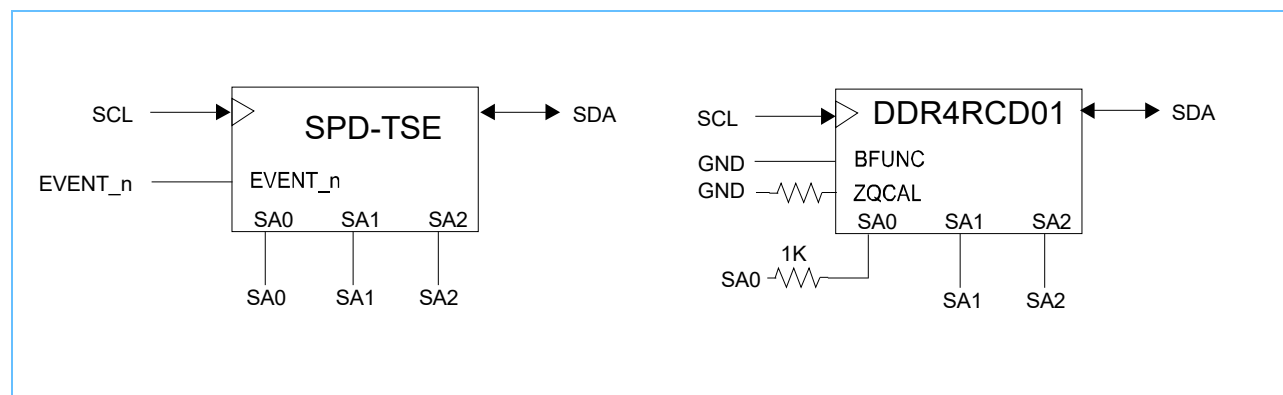 SCL
SPD-TSE
SDA
EVENT_n
EVENT_n
SA0 SA1 SA2
SA0 SA1 SA2
SCL
DDR4RCD01
SDA
GND
BFUNC
GND
ZQCAL
SA0 SA1 SA2
1K
SA0
SA1 SA2